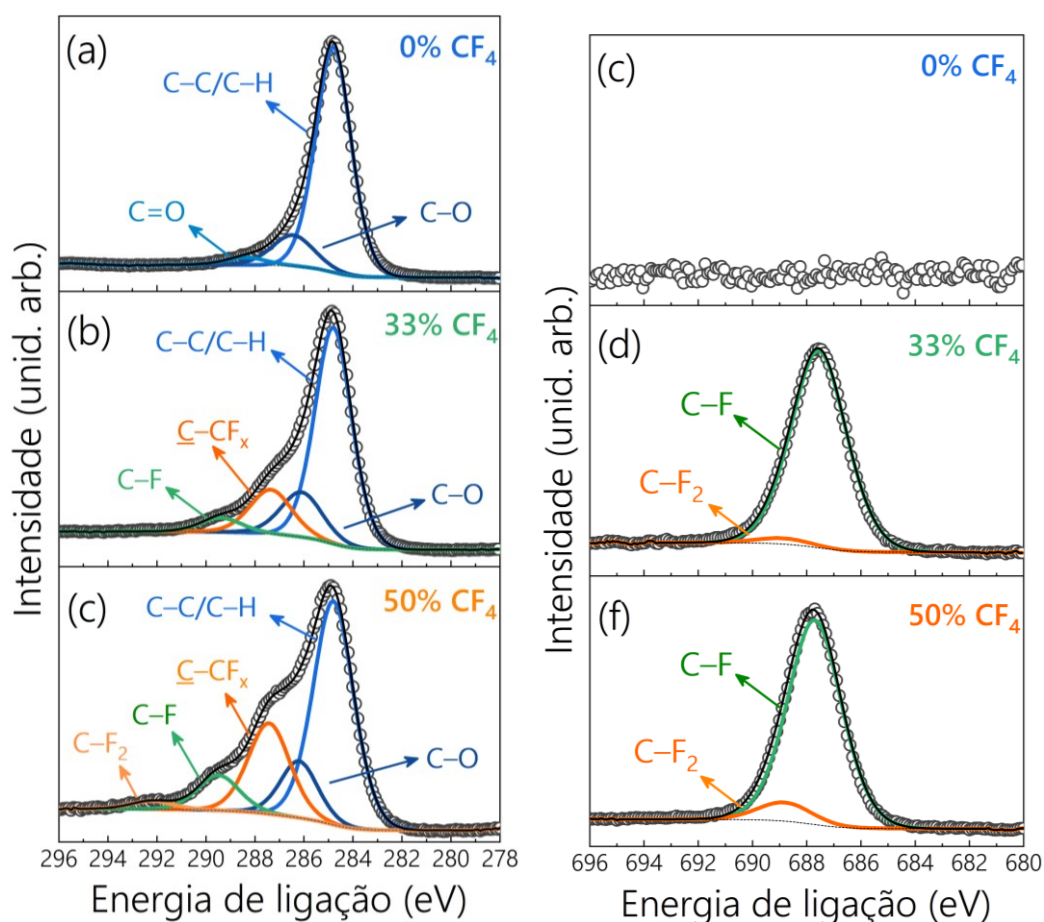 (a)
0% CF₄
C–C/C–H
C=O
C–O
(b)
33% CF₄
C–C/C–H
C–CFₓ
C–F
C–O
(c)
50% CF₄
C–C/C–H
C–CFₓ
C–F
C–F₂
C–O
296 294 292 290 288 286 284 282 280 278
Energia de ligação (eV)
Intensidade (unid. arb.)
(c)
0% CF₄
(d)
33% CF₄
C–F
C–F₂
(f)
50% CF₄
C–F
C–F₂
696 694 692 690 688 686 684 682 680
Energia de ligação (eV)
Intensidade (unid. arb.)